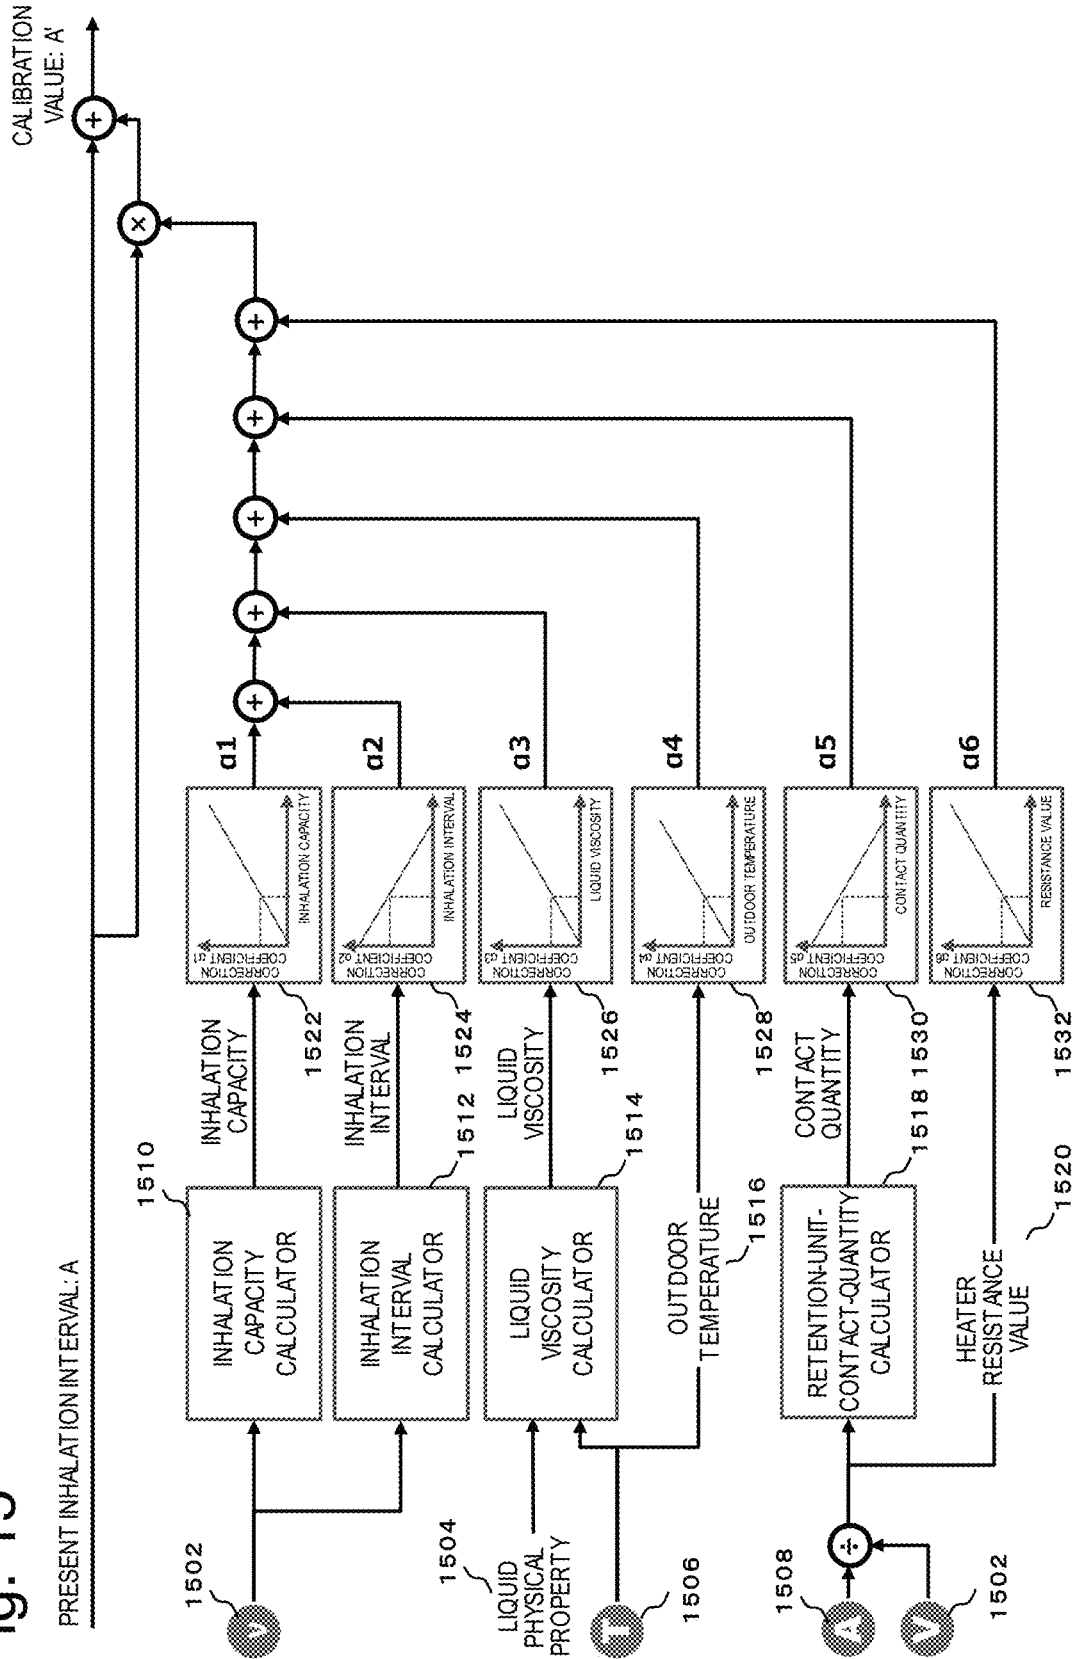 Fig. 15
PRESENT INHALATION INTERVAL: A
CALIBRATION
VALUE: A'
+
×
+
+
+
+
+
1502
V
1510
INHALATION
CAPACITY
CALCULATOR
INHALATION
CAPACITY
1522
CORRECTION
COEFFICIENT α1
INHALATION CAPACITY
α1
INHALATION
INTERVAL
CALCULATOR
1512
INHALATION
INTERVAL
1524
CORRECTION
COEFFICIENT α2
INHALATION INTERVAL
α2
1504
LIQUID
PHYSICAL
PROPERTY
LIQUID
VISCOSITY
CALCULATOR
1514
LIQUID
VISCOSITY
1526
CORRECTION
COEFFICIENT α3
LIQUID VISCOSITY
α3
T
1506
OUTDOOR
TEMPERATURE
1516
1528
CORRECTION
COEFFICIENT α4
OUTDOOR TEMPERATURE
α4
1508
A
÷
V
1502
RETENTION-UNIT-
CONTACT-QUANTITY
CALCULATOR
1518
CONTACT
QUANTITY
1530
CORRECTION
COEFFICIENT α5
CONTACT QUANTITY
α5
HEATER
RESISTANCE
VALUE
1520
1532
CORRECTION
COEFFICIENT α6
RESISTANCE VALUE
α6